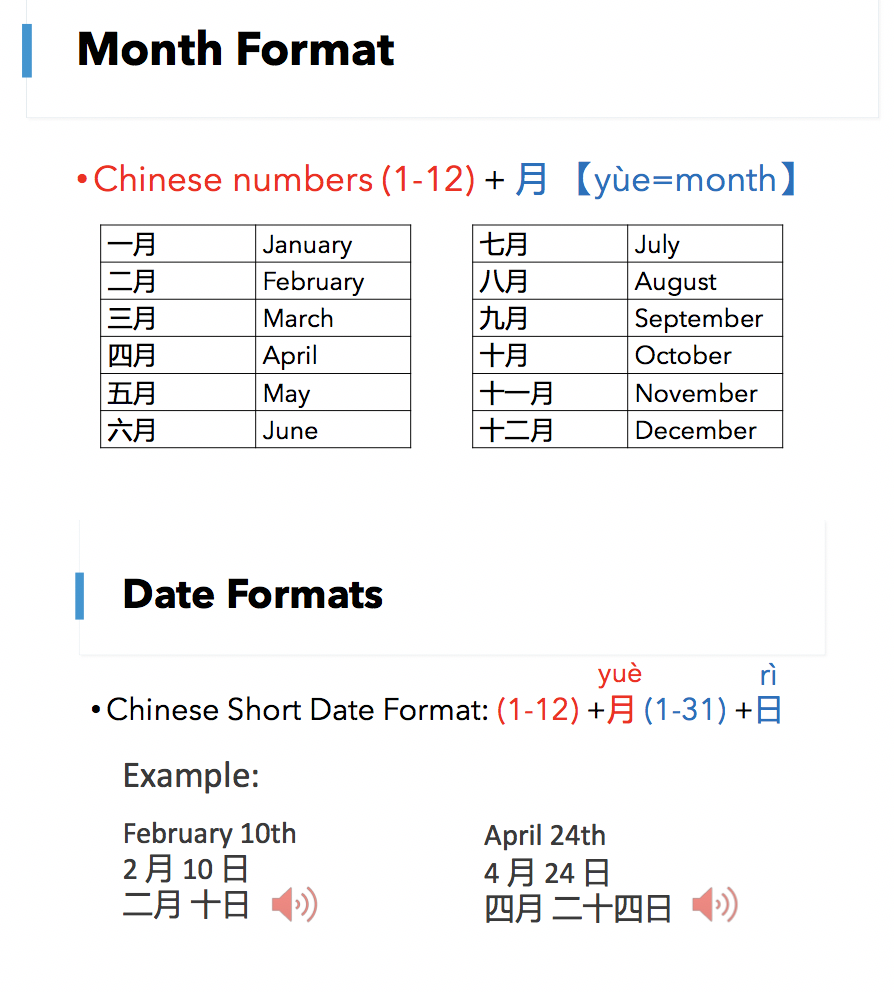 Month Format
•Chinese numbers (1-12) + 月 【yùe=month】
一月 January
二月 February
三月 March
四月 April
五月 May
六月 June
七月 July
八月 August
九月 September
十月 October
十一月 November
十二月 December
Date Formats
yuè rì
•Chinese Short Date Format: (1-12) +月 (1-31) +日
Example:
February 10th
2 月 10 日
二月 十日
April 24th
4 月 24 日
四月 二十四日